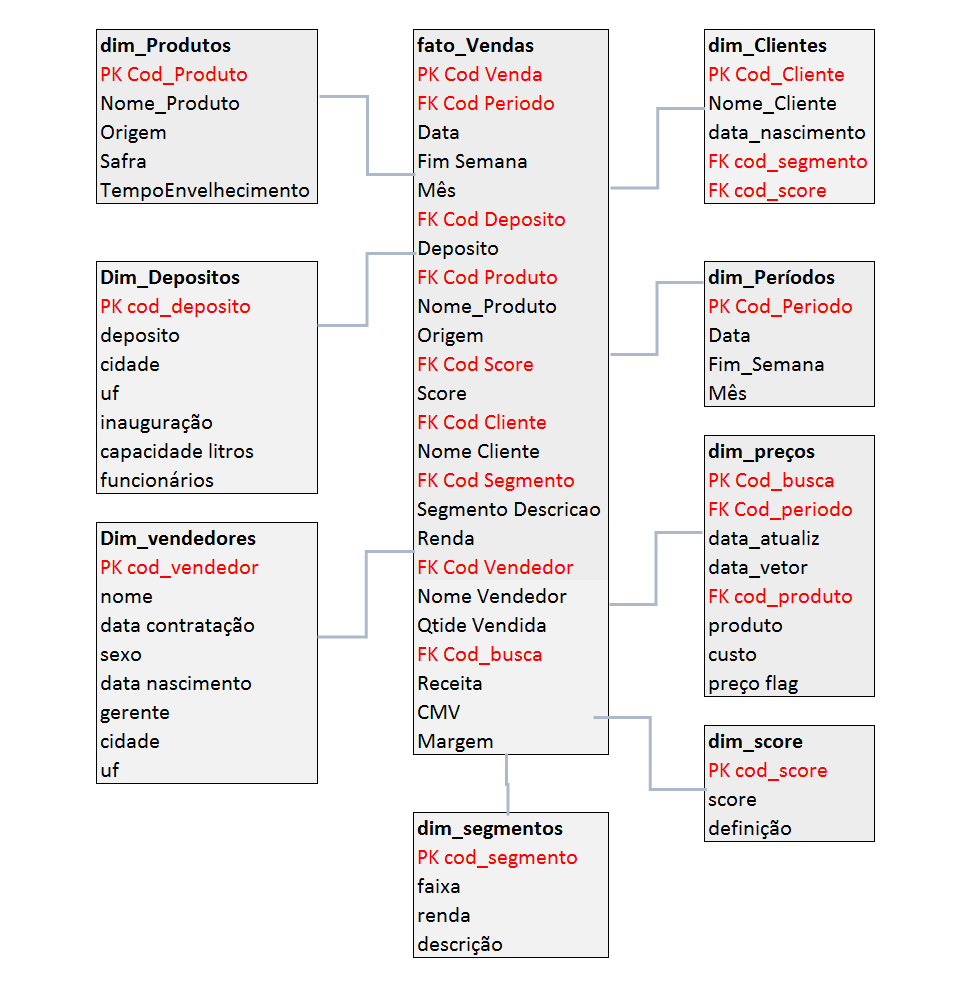 dim_Produtos
PK Cod_Produto
Nome_Produto
Origem
Safra
TempoEnvelhecimento
Dim_Depositos
PK cod_deposito
deposito
cidade
uf
inauguração
capacidade litros
funcionários
Dim_vendedores
PK cod_vendedor
nome
data contratação
sexo
data nascimento
gerente
cidade
uf
fato_Vendas
PK Cod Venda
FK Cod Periodo
Data
Fim Semana
Mês
FK Cod Deposito
Deposito
FK Cod Produto
Nome_Produto
Origem
FK Cod Score
Score
FK Cod Cliente
Nome Cliente
FK Cod Segmento
Segmento Descricao
Renda
FK Cod Vendedor
Nome Vendedor
Qtide Vendida
FK Cod_busca
Receita
CMV
Margem
dim_segmentos
PK cod_segmento
faixa
renda
descrição
dim_Clientes
PK Cod_Cliente
Nome_Cliente
data_nascimento
FK cod_segmento
FK cod_score
dim_Períodos
PK Cod_Periodo
Data
Fim_Semana
Mês
dim_preços
PK Cod_busca
FK Cod_periodo
data_atualiz
data_vetor
FK cod_produto
produto
custo
preço flag
dim_score
PK cod_score
score
definição